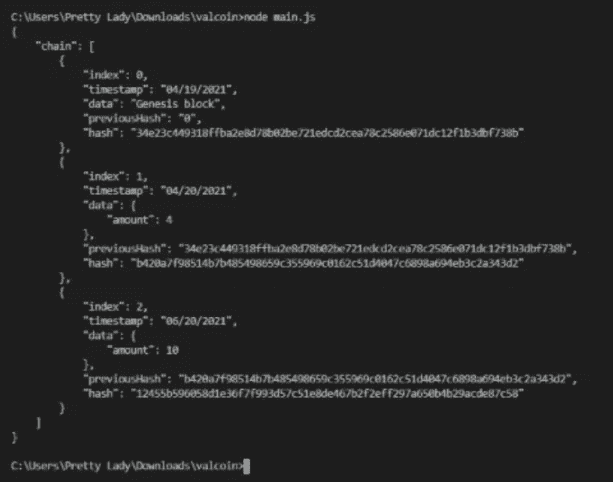 C:\Users\Pretty Lady\Downloads\valcoin>node main.js
{
    "chain": [
        {
            "index": 0,
            "timestamp": "04/19/2021",
            "data": "Genesis block",
            "previousHash": "0",
            "hash": "34e23c449318ffba2e8d78b02be721edcd2cea78c2586e071dc12f1b3dbf738b"
        },
        {
            "index": 1,
            "timestamp": "04/20/2021",
            "data": {
                "amount": 4
            },
            "previousHash": "34e23c449318ffba2e8d78b02be721edcd2cea78c2586e071dc12f1b3dbf738b",
            "hash": "b420a7f98514b7b485498659c355969c0162c51d4047c6898a694eb3c2a343d2"
        },
        {
            "index": 2,
            "timestamp": "06/20/2021",
            "data": {
                "amount": 10
            },
            "previousHash": "b420a7f98514b7b485498659c355969c0162c51d4047c6898a694eb3c2a343d2",
            "hash": "12455b596058d1e36f7f993d57c51e8de467b2f2eff297a650b4b29acde87c58"
        }
    ]
}
C:\Users\Pretty Lady\Downloads\valcoin>